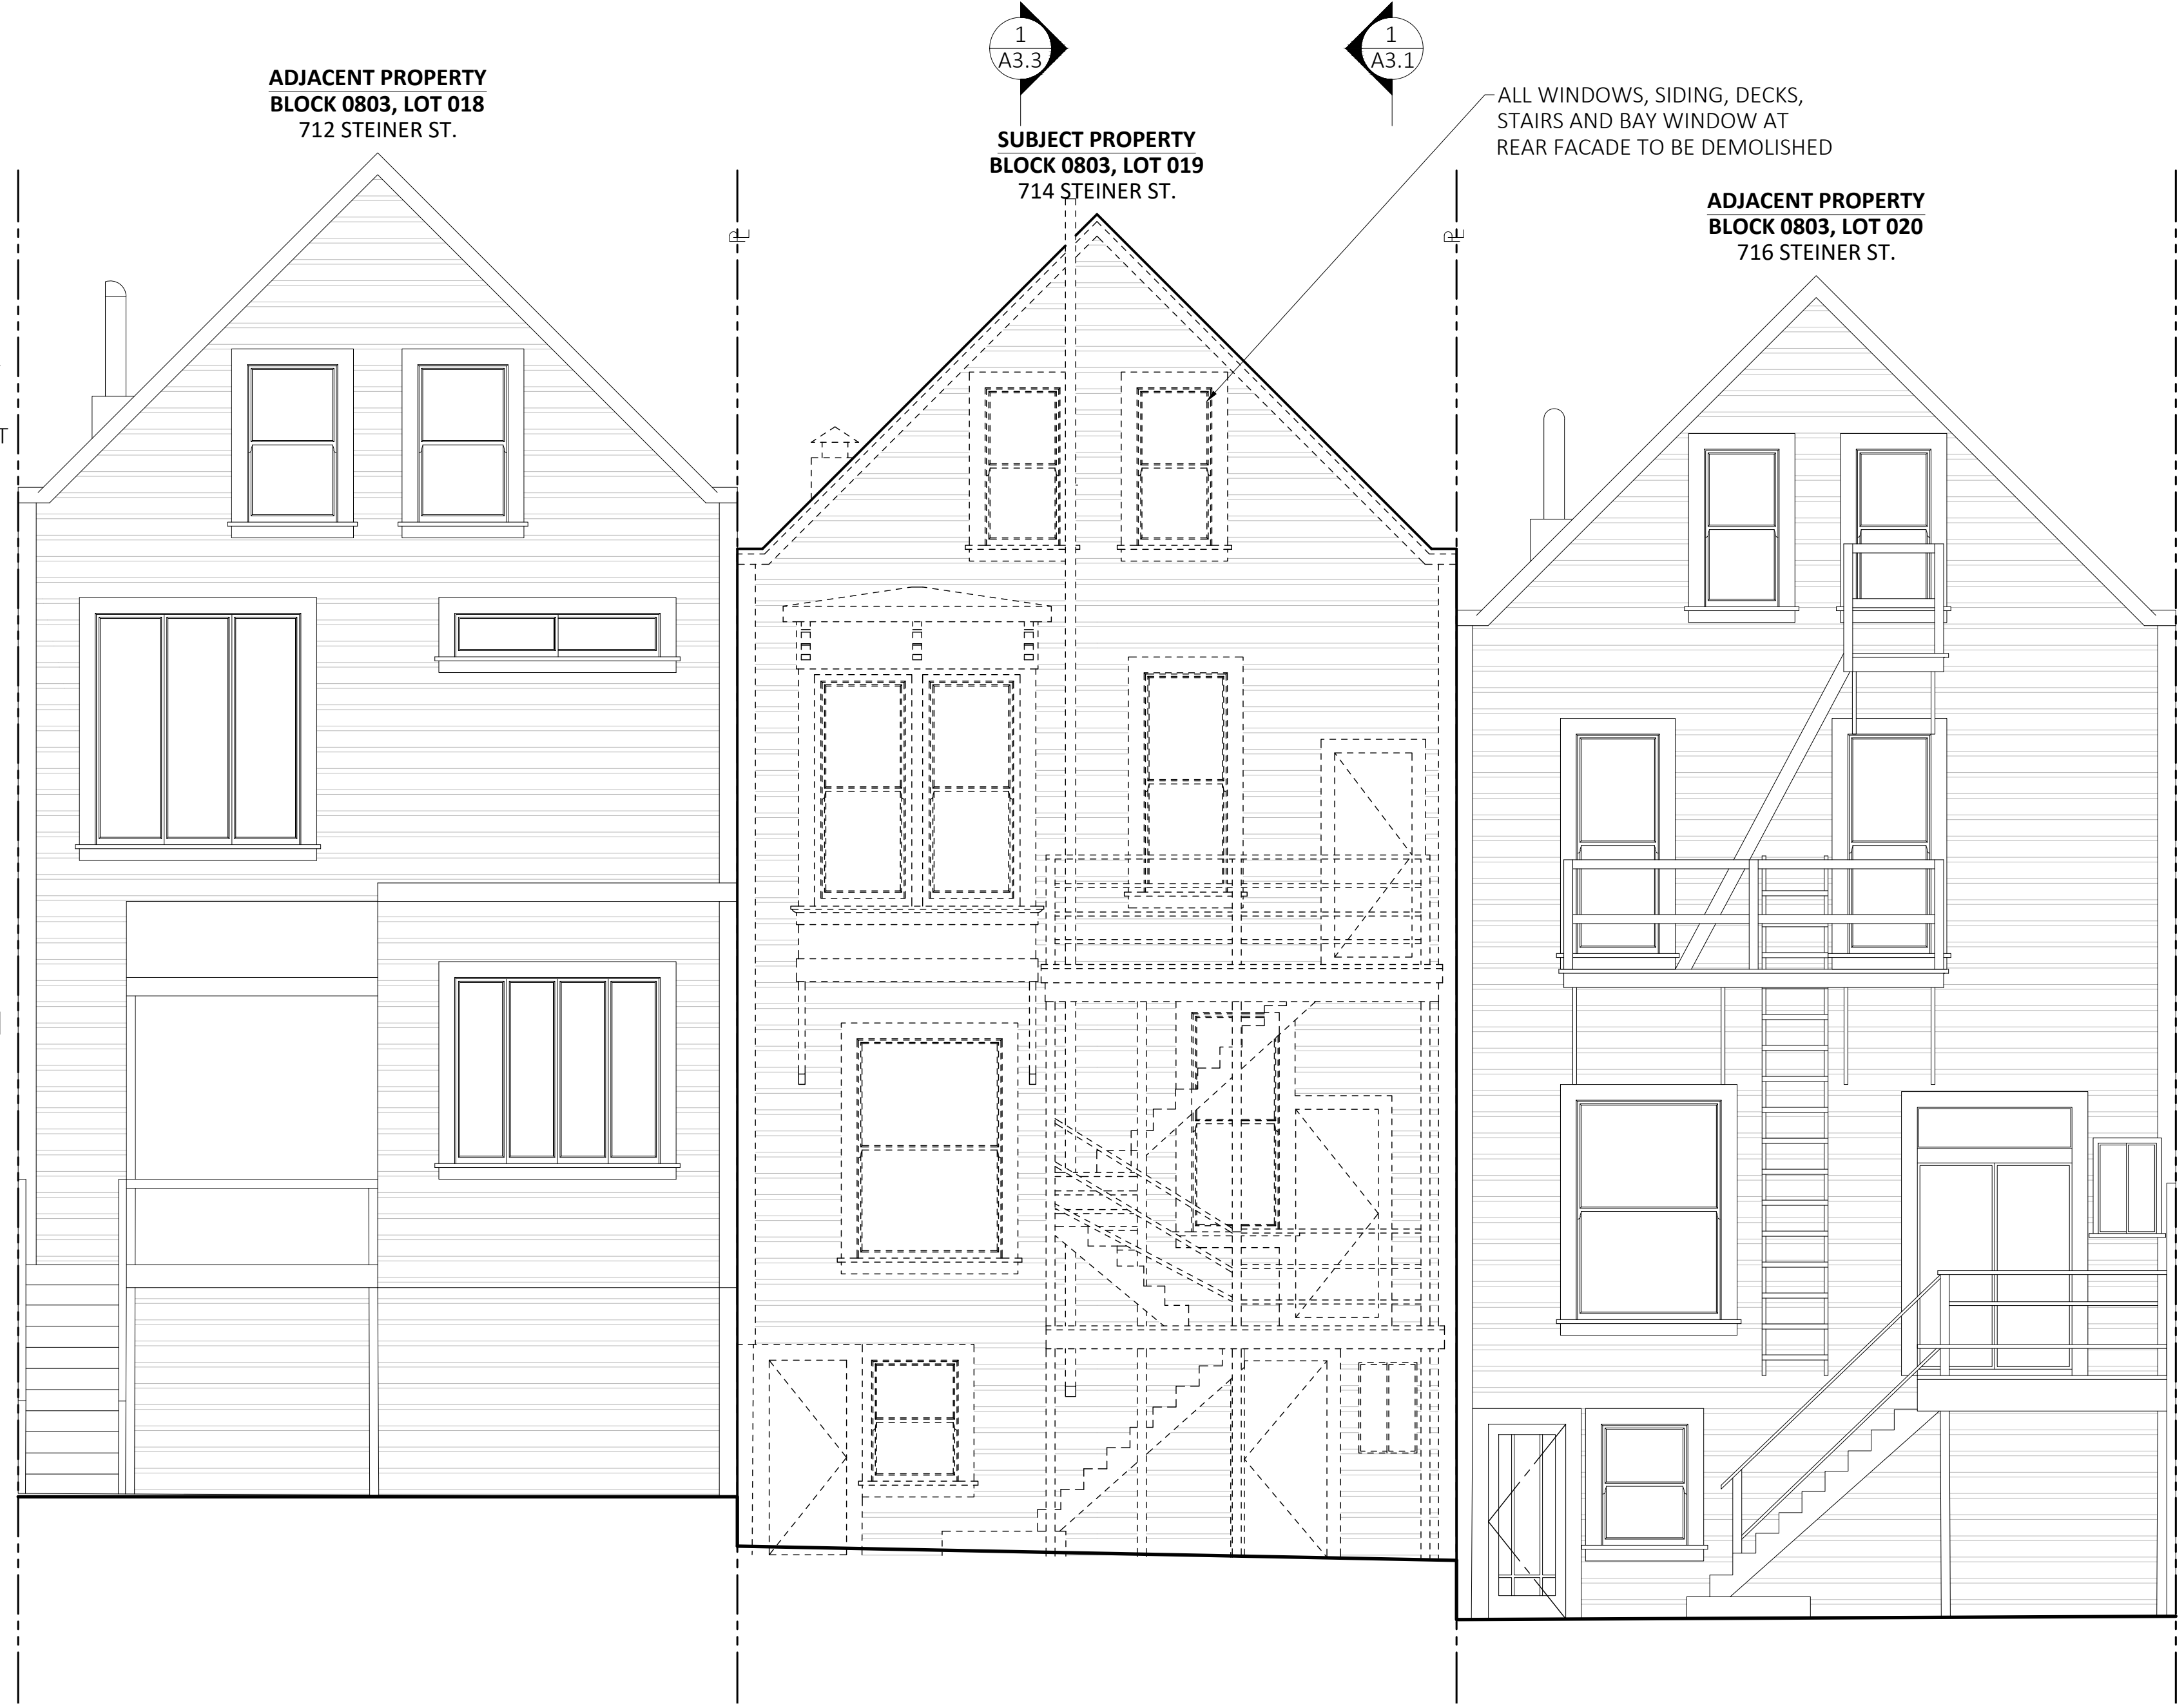 1
A3.3
1
A3.1
ADJACENT PROPERTY
BLOCK 0803, LOT 018
712 STEINER ST.
SUBJECT PROPERTY
BLOCK 0803, LOT 019
714 STEINER ST.
ALL WINDOWS, SIDING, DECKS,
STAIRS AND BAY WINDOW AT
REAR FACADE TO BE DEMOLISHED
ADJACENT PROPERTY
BLOCK 0803, LOT 020
716 STEINER ST.
PL
PL
T